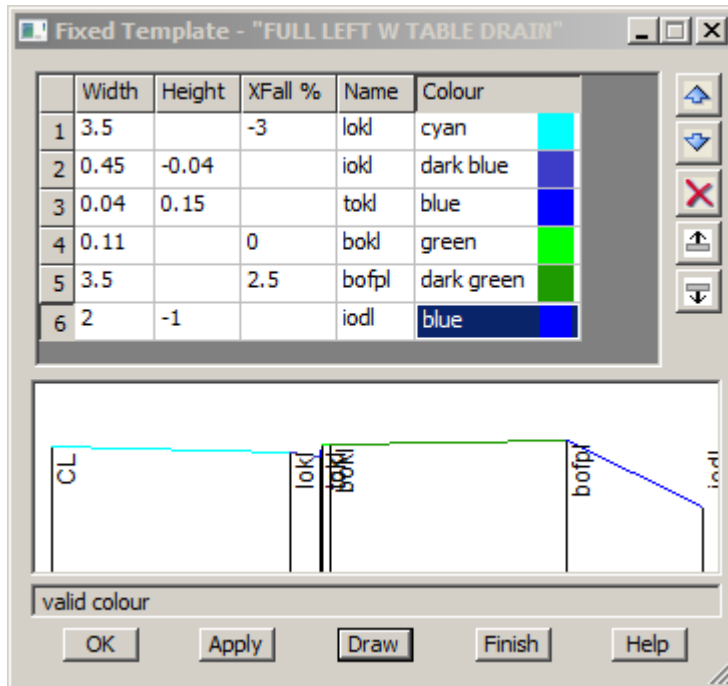 Fixed Template - "FULL LEFT W TABLE DRAIN"
Width Height XFall % Name Colour
1 3.5 -3 lokl cyan
2 0.45 -0.04 iokl dark blue
3 0.04 0.15 tokl blue
4 0.11 0 bokl green
5 3.5 2.5 bofpl dark green
6 2 -1 iodl blue
CL lokl bokl bofpl iodl
valid colour
OK Apply Draw Finish Help